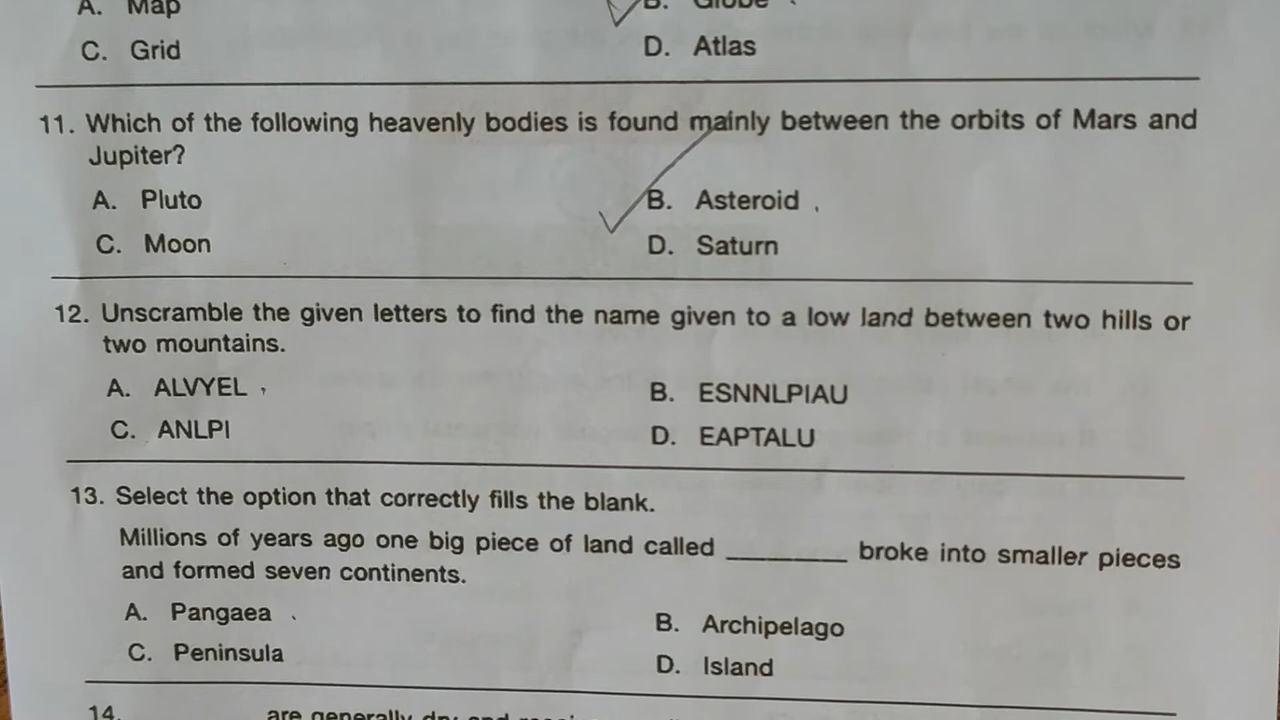 A. Map B. Globe
C. Grid D. Atlas
11. Which of the following heavenly bodies is found mainly between the orbits of Mars and
Jupiter?
A. Pluto B. Asteroid
C. Moon D. Saturn
12. Unscramble the given letters to find the name given to a low land between two hills or
two mountains.
A. ALVYEL B. ESNNLPIAU
C. ANLPI D. EAPTALU
13. Select the option that correctly fills the blank.
Millions of years ago one big piece of land called ________ broke into smaller pieces
and formed seven continents.
A. Pangaea B. Archipelago
C. Peninsula D. Island
14. are generally dry and